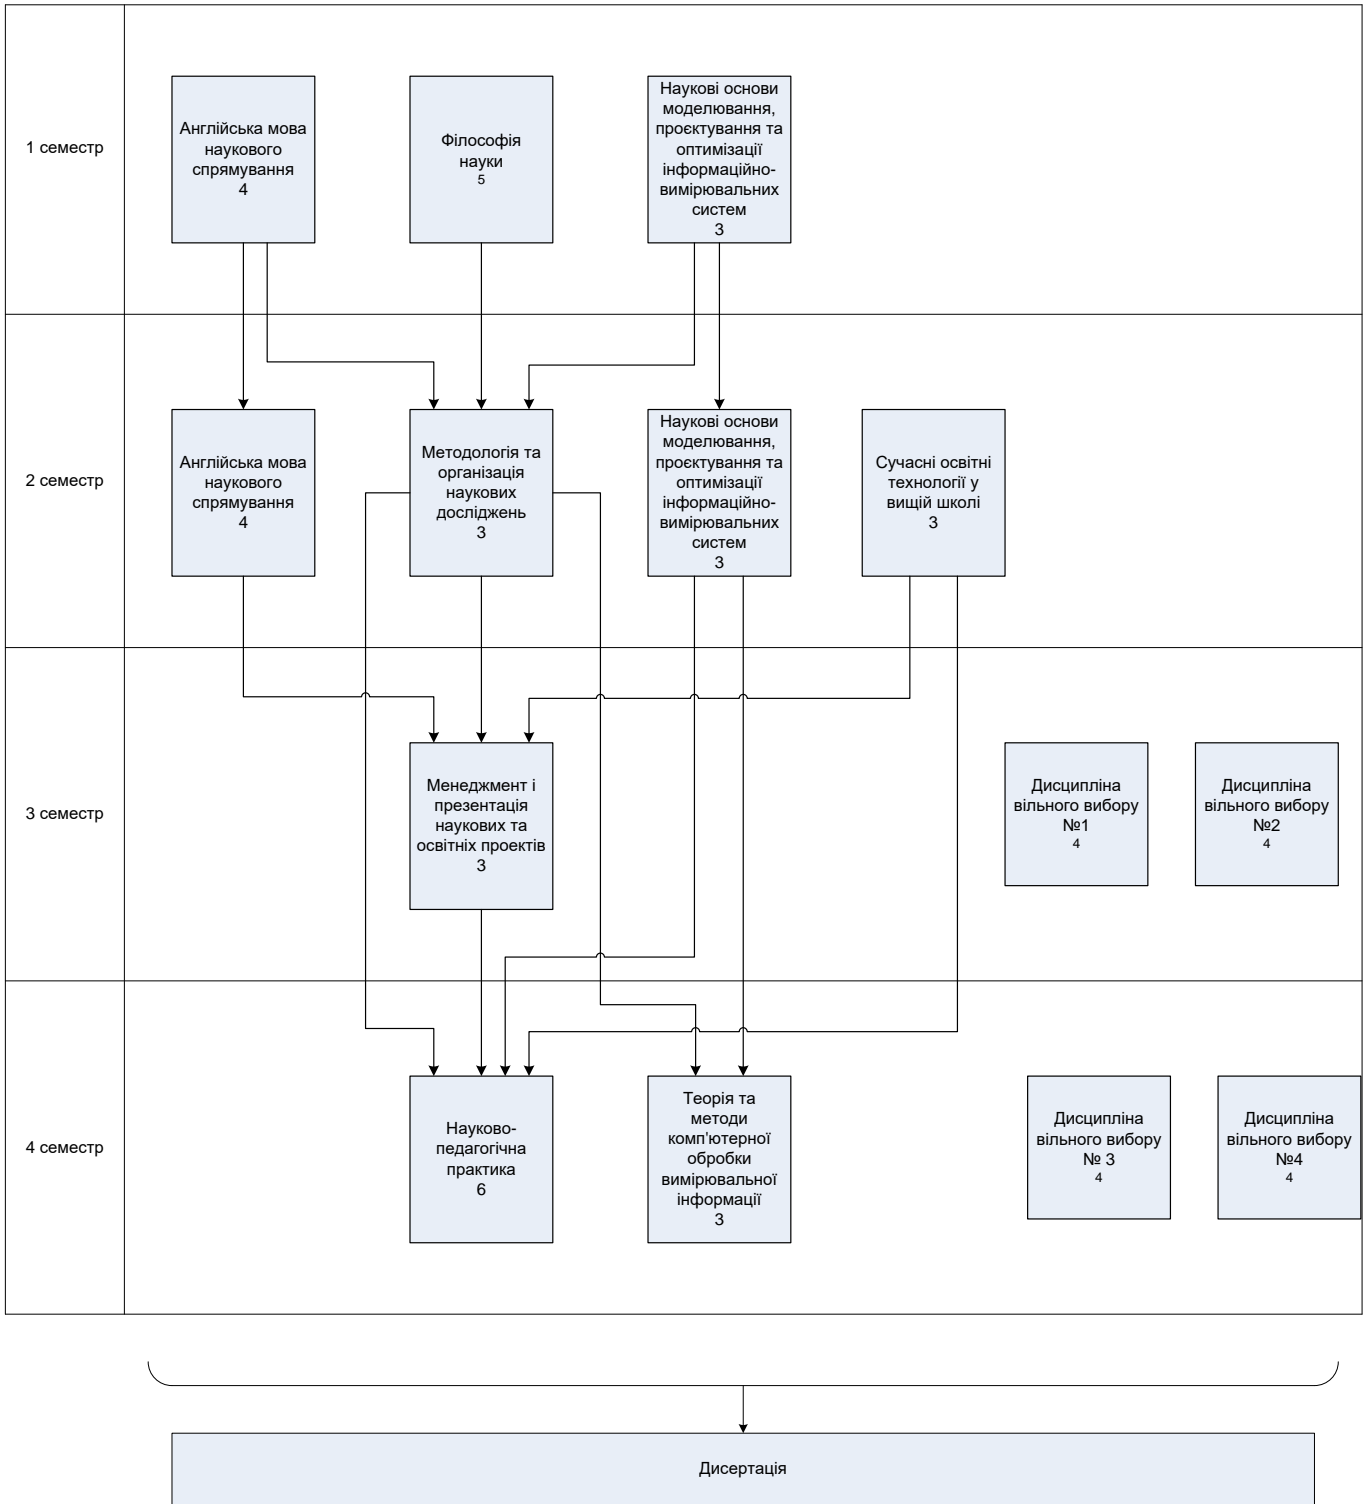 1 семестр
Англійська мова
наукового
спрямування
4
Філософія
науки
5
Наукові основи
моделювання,
проєктування та
оптимізації
інформаційно-
вимірювальних
систем
3
2 семестр
Англійська мова
наукового
спрямування
4
Методологія та
організація
наукових
досліджень
3
Наукові основи
моделювання,
проєктування та
оптимізації
інформаційно-
вимірювальних
систем
3
Сучасні освітні
технології у
вищій школі
3
3 семестр
Менеджмент і
презентація
наукових та
освітніх проектів
3
Дисципліна
вільного вибору
№1
4
Дисципліна
вільного вибору
№2
4
4 семестр
Науково-
педагогічна
практика
6
Теорія та
методи
комп'ютерної
обробки
вимірювальної
інформації
3
Дисципліна
вільного вибору
№ 3
4
Дисципліна
вільного вибору
№4
4
Дисертація